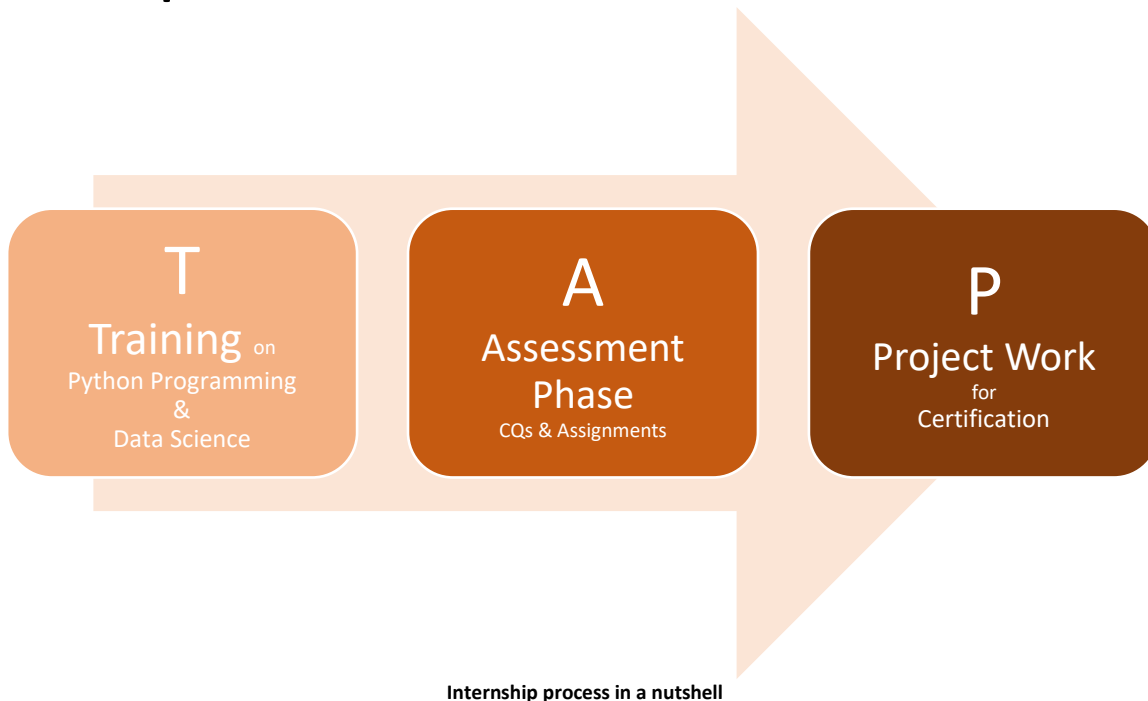 T
Training on
Python Programming
&
Data Science
A
Assessment
Phase
CQs & Assignments
P
Project Work
for
Certification
Internship process in a nutshell